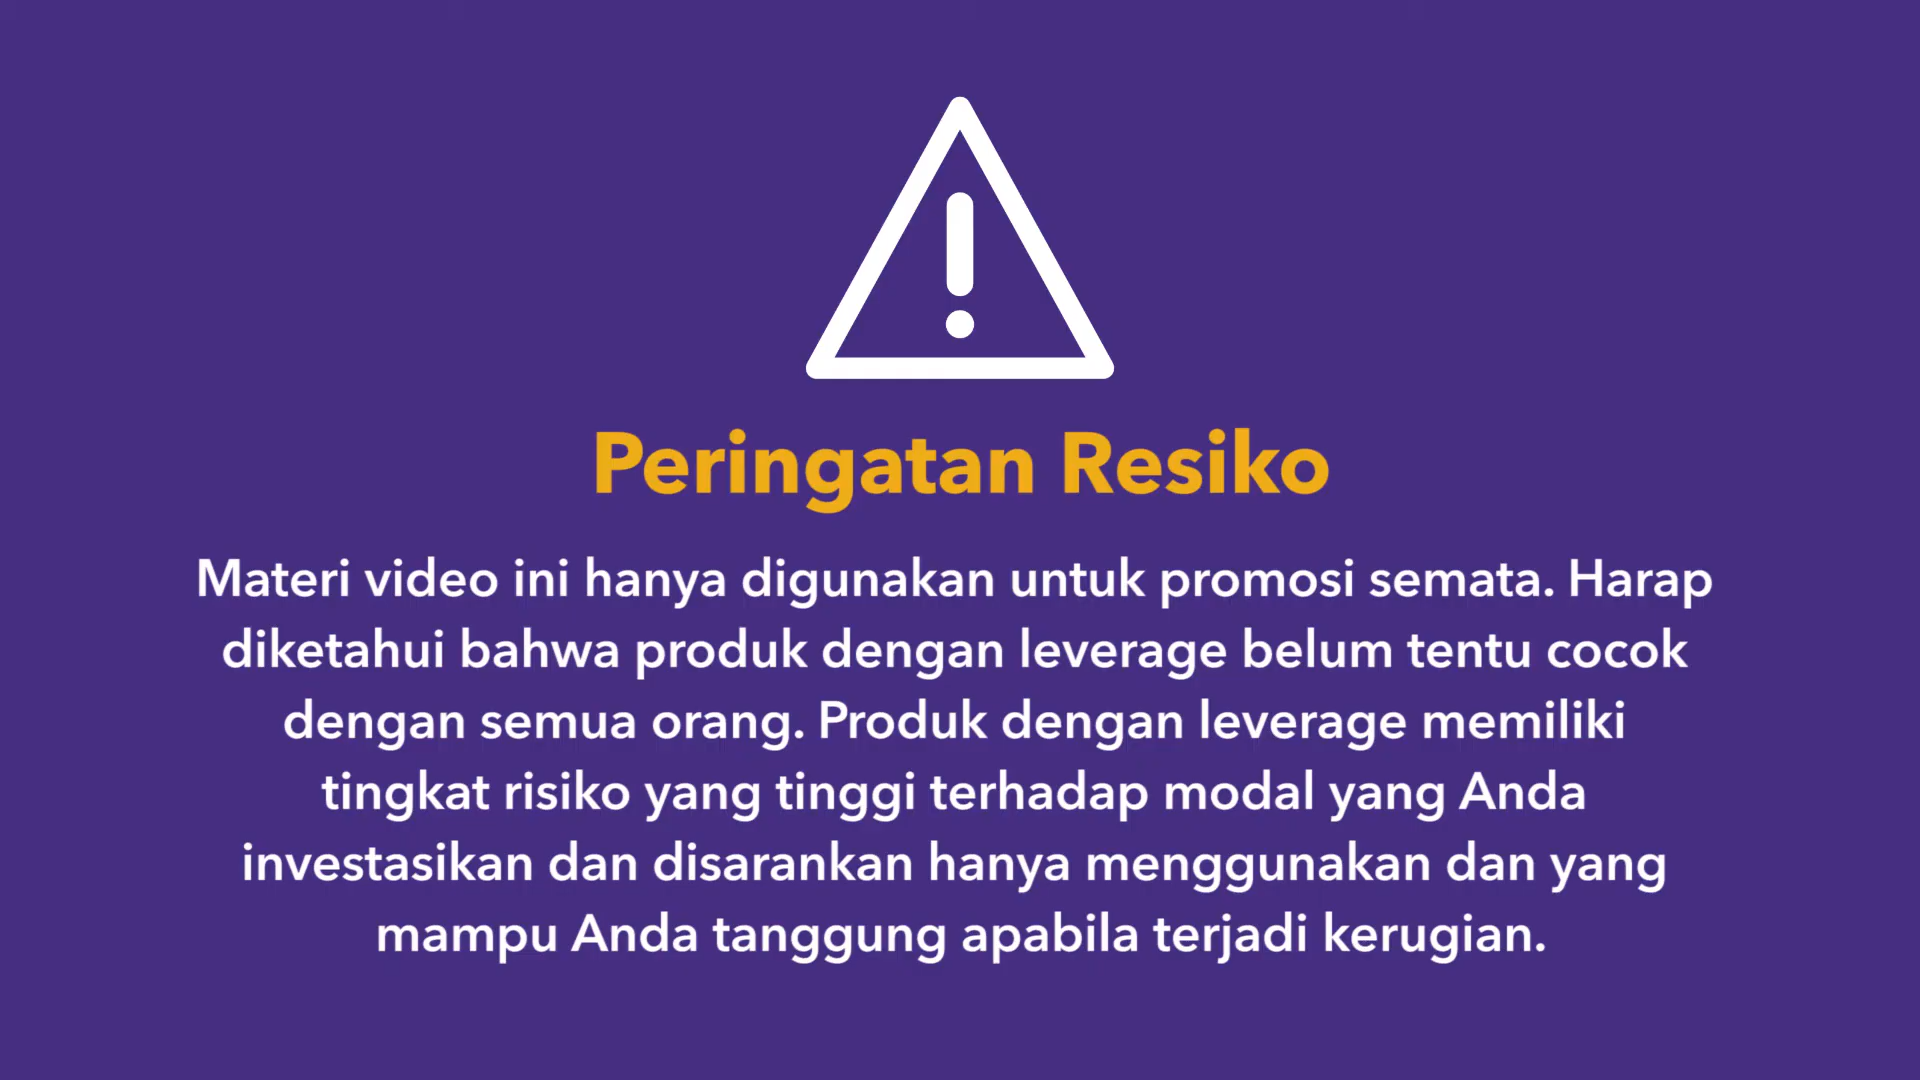 Peringatan Resiko
Materi video ini hanya digunakan untuk promosi semata. Harap
diketahui bahwa produk dengan leverage belum tentu cocok
dengan semua orang. Produk dengan leverage memiliki
tingkat risiko yang tinggi terhadap modal yang Anda
investasikan dan disarankan hanya menggunakan dan yang
mampu Anda tanggung apabila terjadi kerugian.